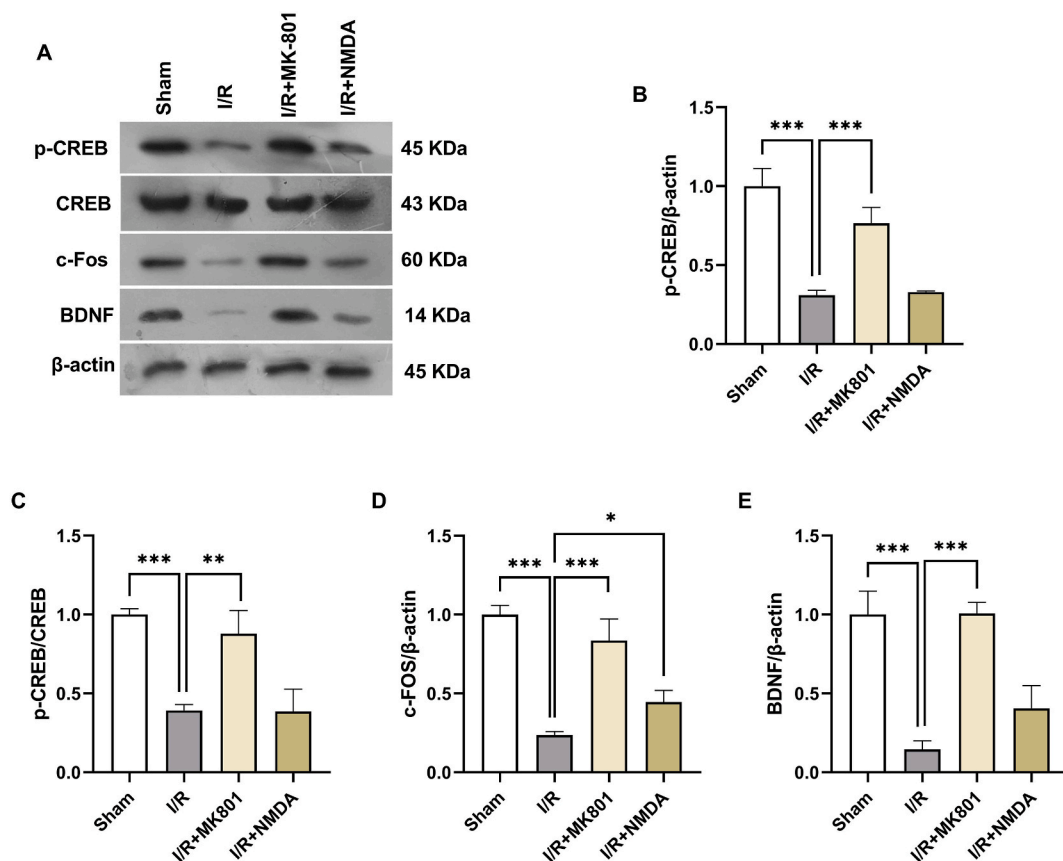 A
Sham
I/R
I/R+MK-801
I/R+NMDA
p-CREB
45 KDa
CREB
43 KDa
c-Fos
60 KDa
BDNF
14 KDa
β-actin
45 KDa
B
p-CREB/β-actin
1.5
1.0
0.5
0.0
*** ***
Sham
I/R
I/R+MK801
I/R+NMDA
C
p-CREB/CREB
1.5
1.0
0.5
0.0
*** **
Sham
I/R
I/R+MK801
I/R+NMDA
D
c-FOS/β-actin
1.5
1.0
0.5
0.0
*
*** ***
Sham
I/R
I/R+MK801
I/R+NMDA
E
BDNF/β-actin
1.5
1.0
0.5
0.0
*** ***
Sham
I/R
I/R+MK801
I/R+NMDA